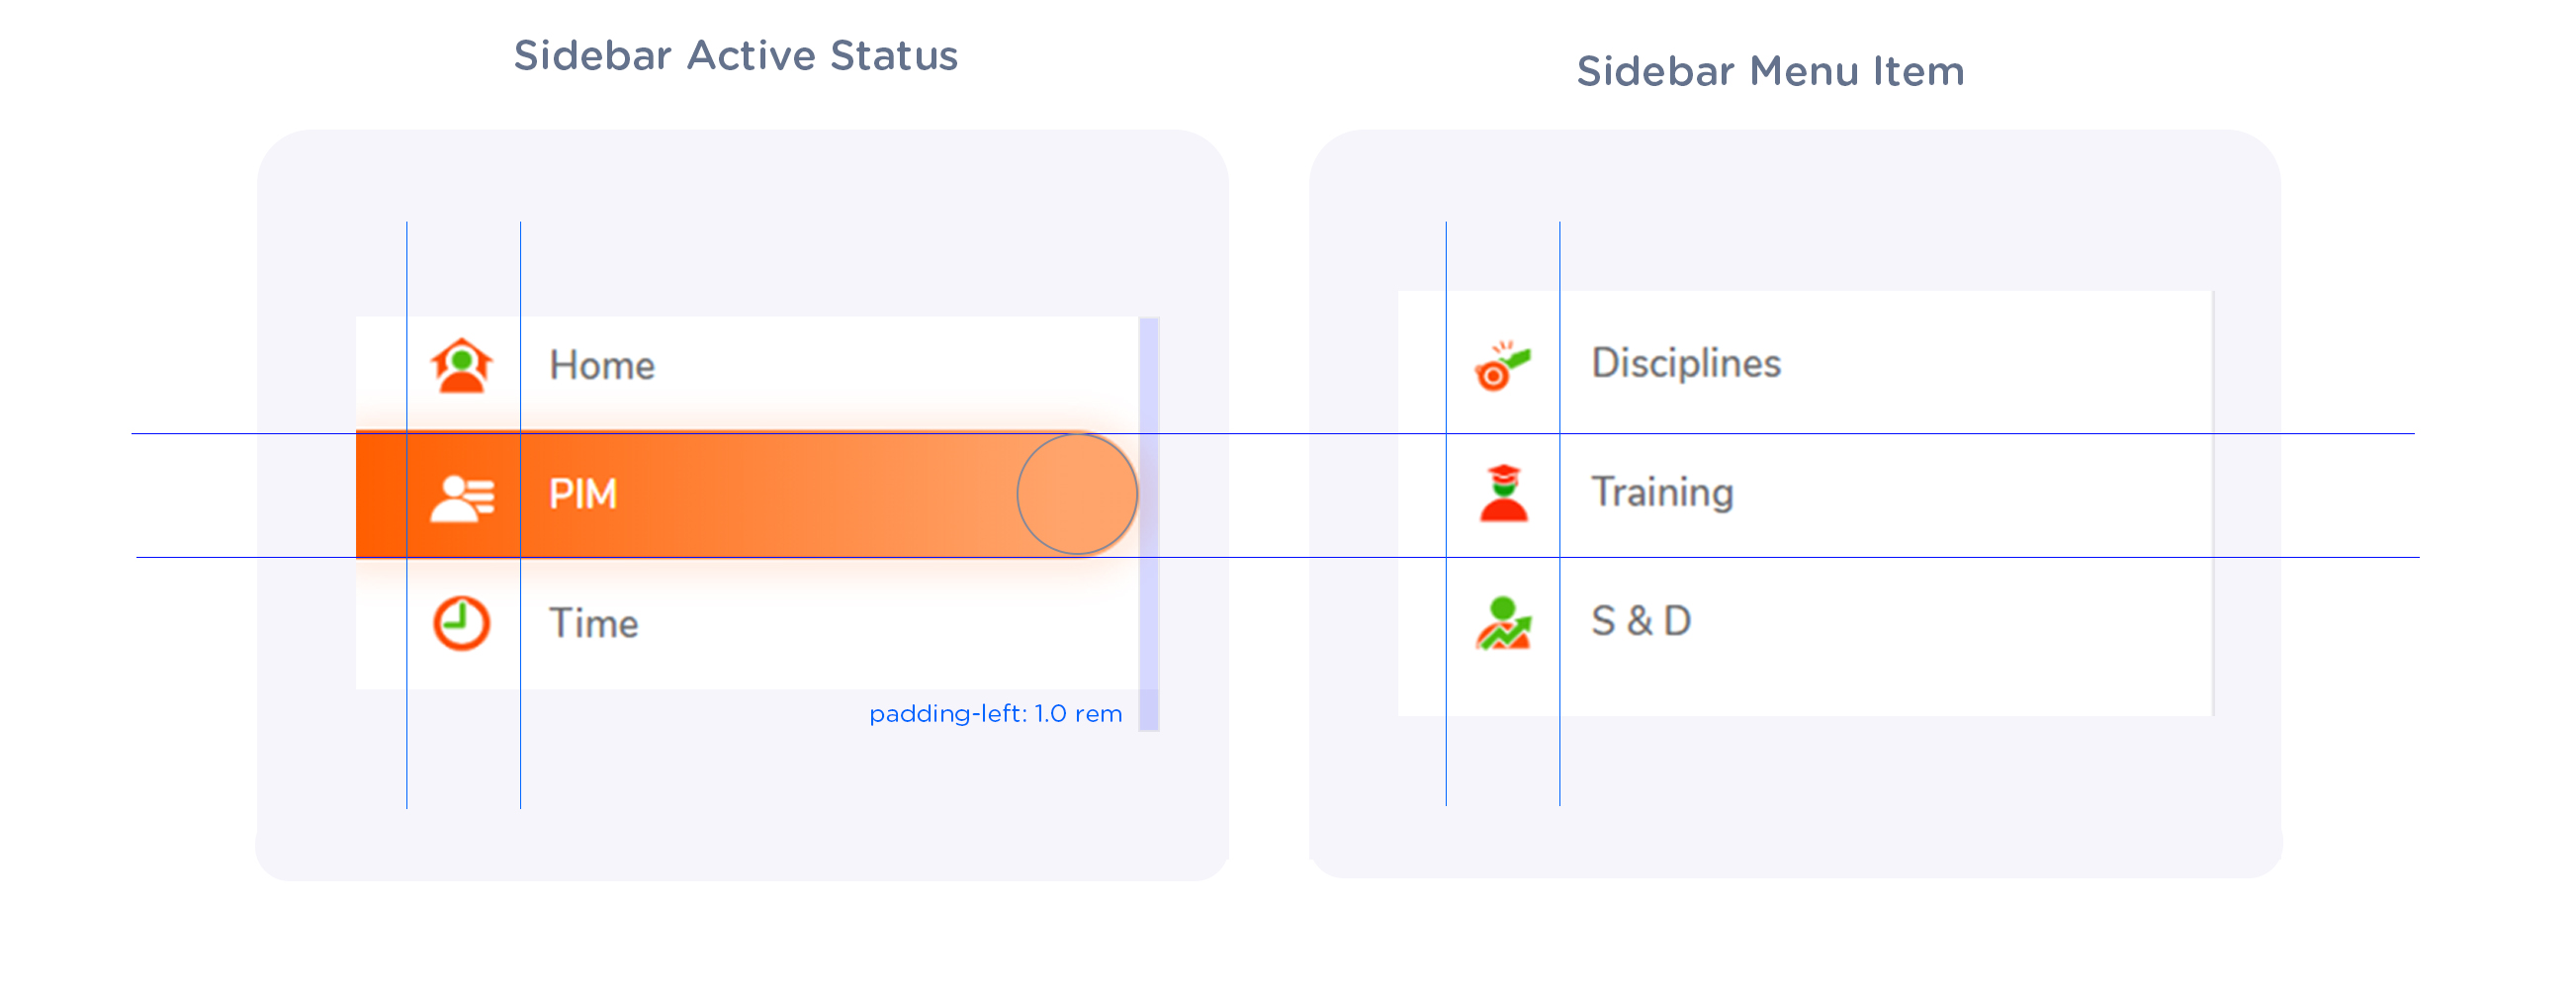 Sidebar Active Status
Home
PIM
Time
padding-left: 1.0 rem
Sidebar Menu Item
Disciplines
Training
S & D